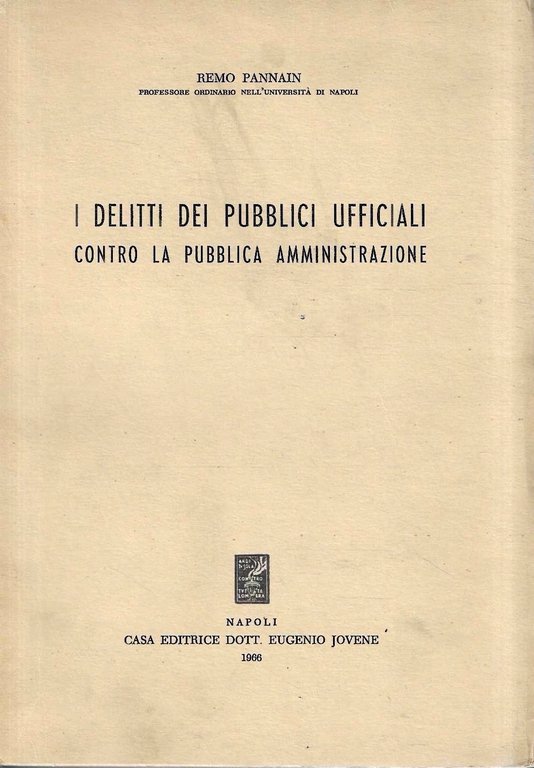 REMO PANNAIN
PROFESSORE ORDINARIO NELL'UNIVERSITÀ DI NAPOLI
I DELITTI DEI PUBBLICI UFFICIALI
CONTRO LA PUBBLICA AMMINISTRAZIONE
NAPOLI
CASA EDITRICE DOTT. EUGENIO JOVENE
1966